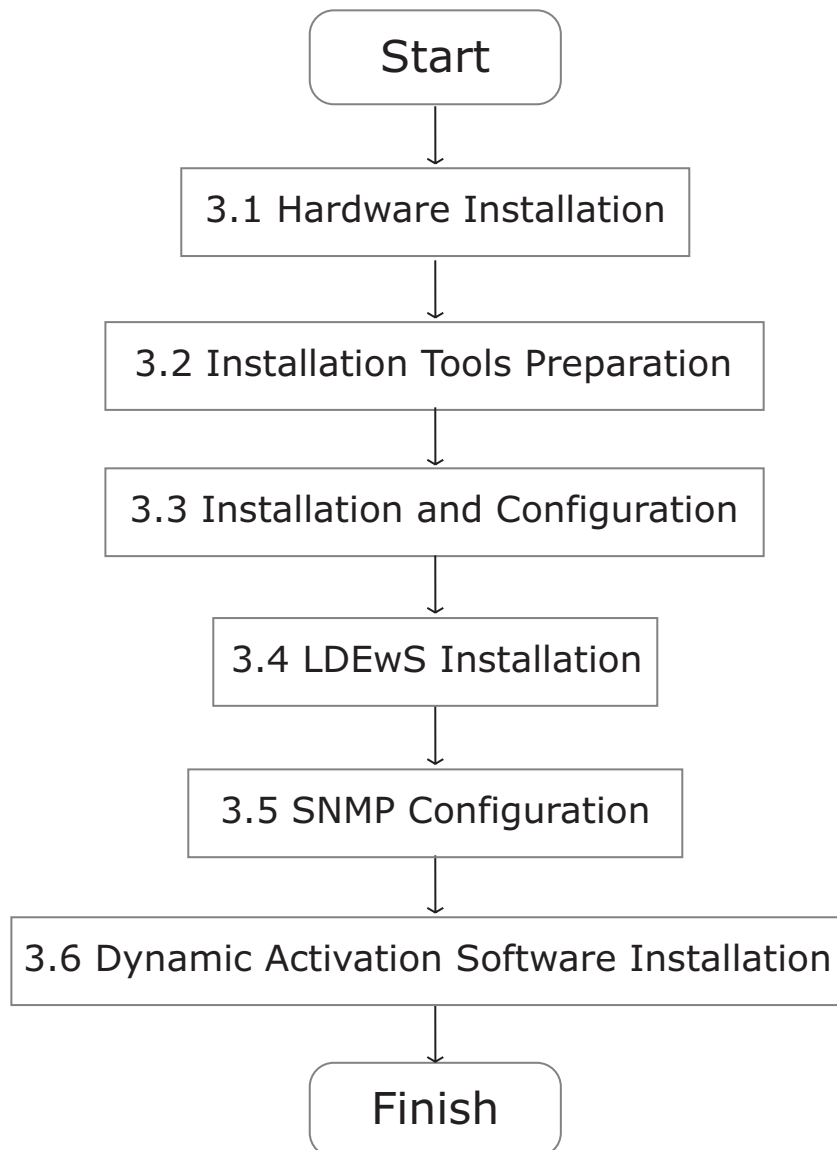 Start
3.1 Hardware Installation
3.2 Installation Tools Preparation
3.3 Installation and Configuration
3.4 LDEwS Installation
3.5 SNMP Configuration
3.6 Dynamic Activation Software Installation
Finish